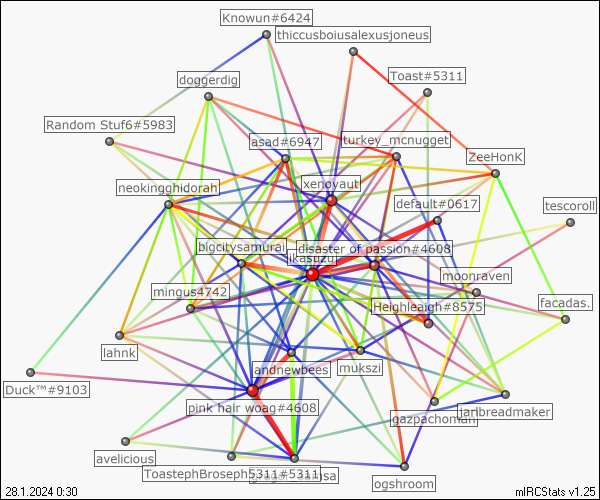 Knowun#6424
thiccusboiusalexusjoneus
Toast#5311
doggerdig
Random Stuf6#5983
asad#6947
turkey_mcnugget
ZeeHonK
xenovaut
neokingghidorah
default#0617
tescoroll
bigcitysamurai
disaster of passion#4608
ikasuzu
moonraven
mingus4742
Heighleaigh#8575
facadas.
lahnk
andnewbees
mukszi
Duck™#9103
pink hair woag#4608
gazpachoman
jarlbreadmaker
avelicious
ToastephBroseph5311#5311
ogshroom
28.1.2024 0:30
mIRCStats v1.25